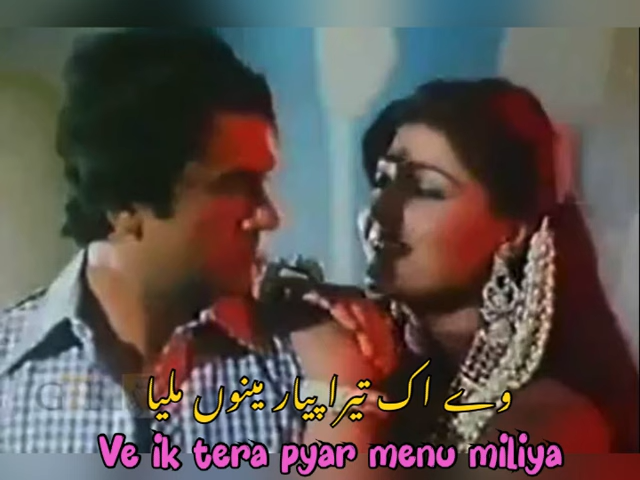 وے اک تیرا پیار مینوں ملیا
Ve ik tera pyar menu miliya